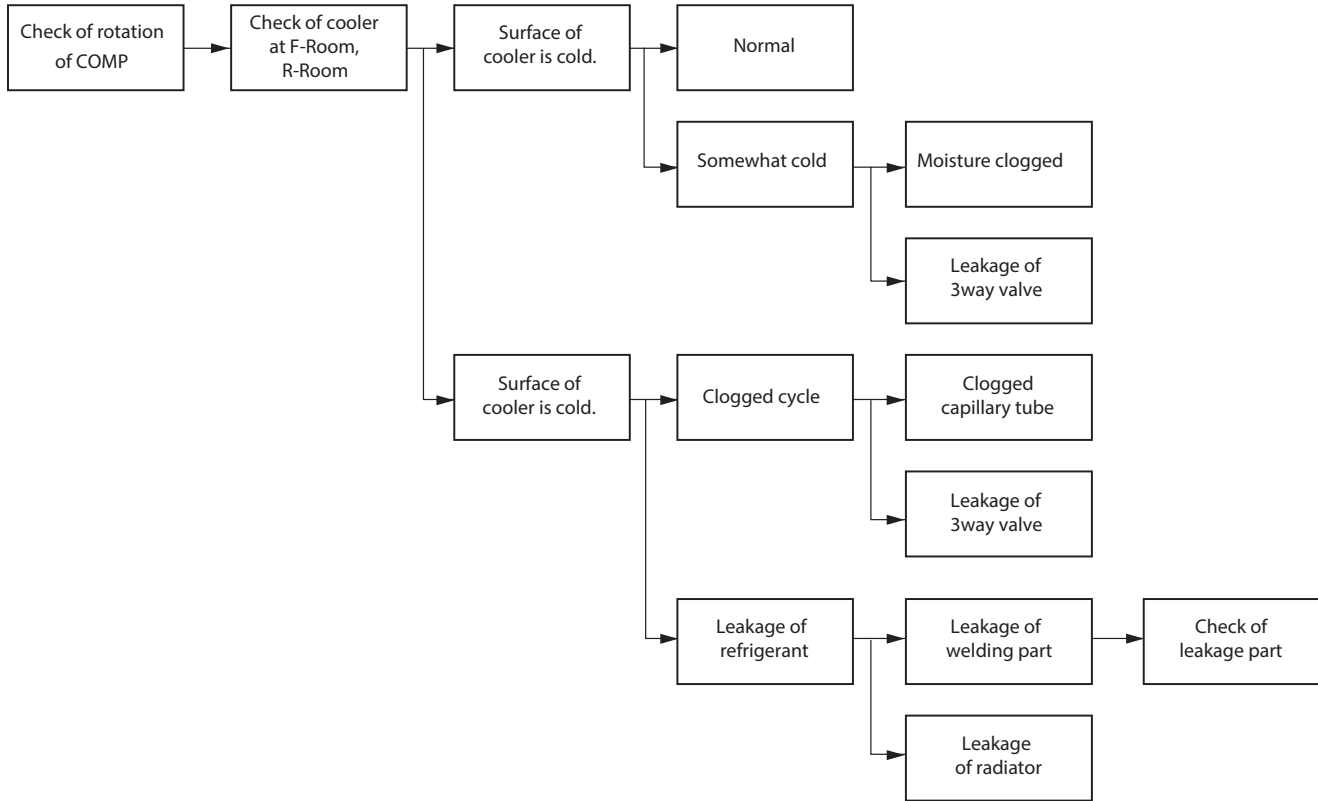 Check of rotation
of COMP
Check of cooler
at F-Room,
R-Room
Surface of
cooler is cold.
Normal
Somewhat cold
Moisture clogged
Leakage of
3way valve
Surface of
cooler is cold.
Clogged cycle
Clogged
capillary tube
Leakage of
3way valve
Leakage of
refrigerant
Leakage of
welding part
Check of
leakage part
Leakage
of radiator